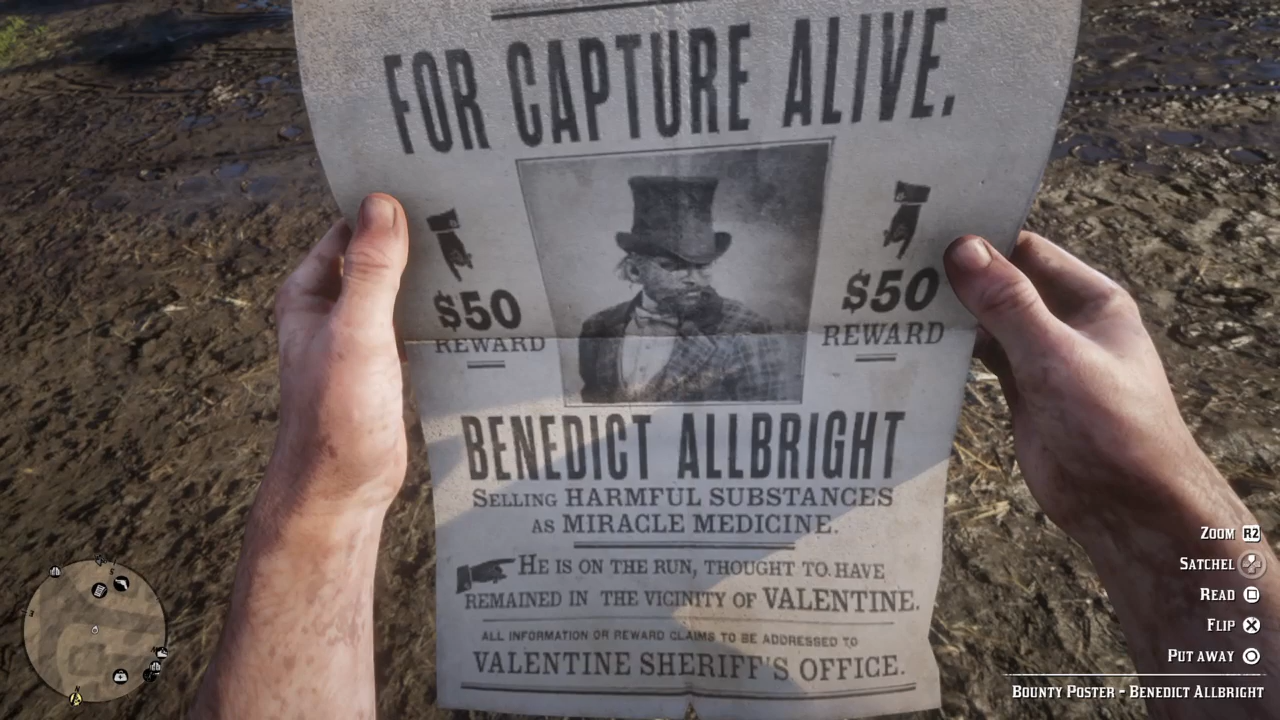 FOR CAPTURE ALIVE.
$50
REWARD
$50
REWARD
BENEDICT ALLBRIGHT
SELLING HARMFUL SUBSTANCES
AS MIRACLE MEDICINE.
HE IS ON THE RUN, THOUGHT TO HAVE
REMAINED IN THE VICINITY OF VALENTINE.
ALL INFORMATION OR REWARD CLAIMS TO BE ADDRESSED TO
VALENTINE SHERIFF'S OFFICE.
ZOOM R2
SATCHEL
READ
FLIP
PUT AWAY
BOUNTY POSTER - BENEDICT ALLBRIGHT